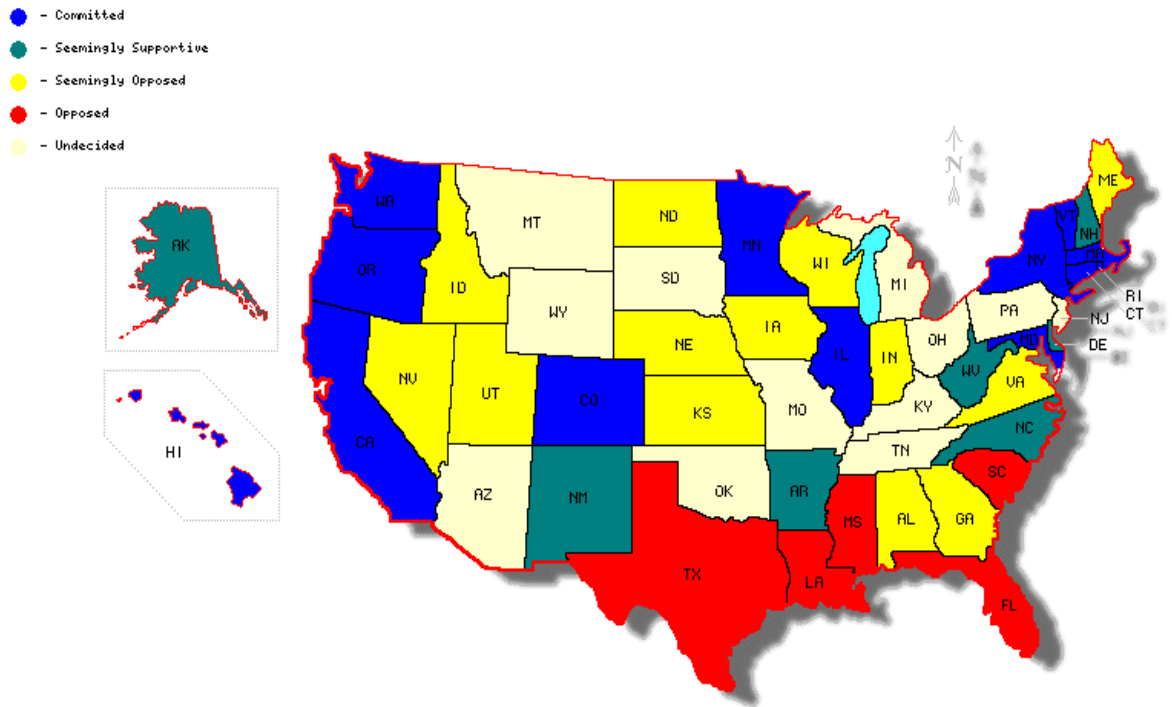 - Committed
- Seemingly Supportive
- Seemingly Opposed
- Opposed
- Undecided
N
ME
WA
MT
ND
MN
VT
NH
AK
OR
ID
SD
WI
MI
NY
MA
RI
CT
WY
IA
PA
NJ
NE
OH
MD
DE
NV
UT
CO
IL
IN
WV
VA
KS
MO
KY
CA
HI
TN
NC
AZ
NM
OK
AR
SC
MS
AL
GA
TX
LA
FL